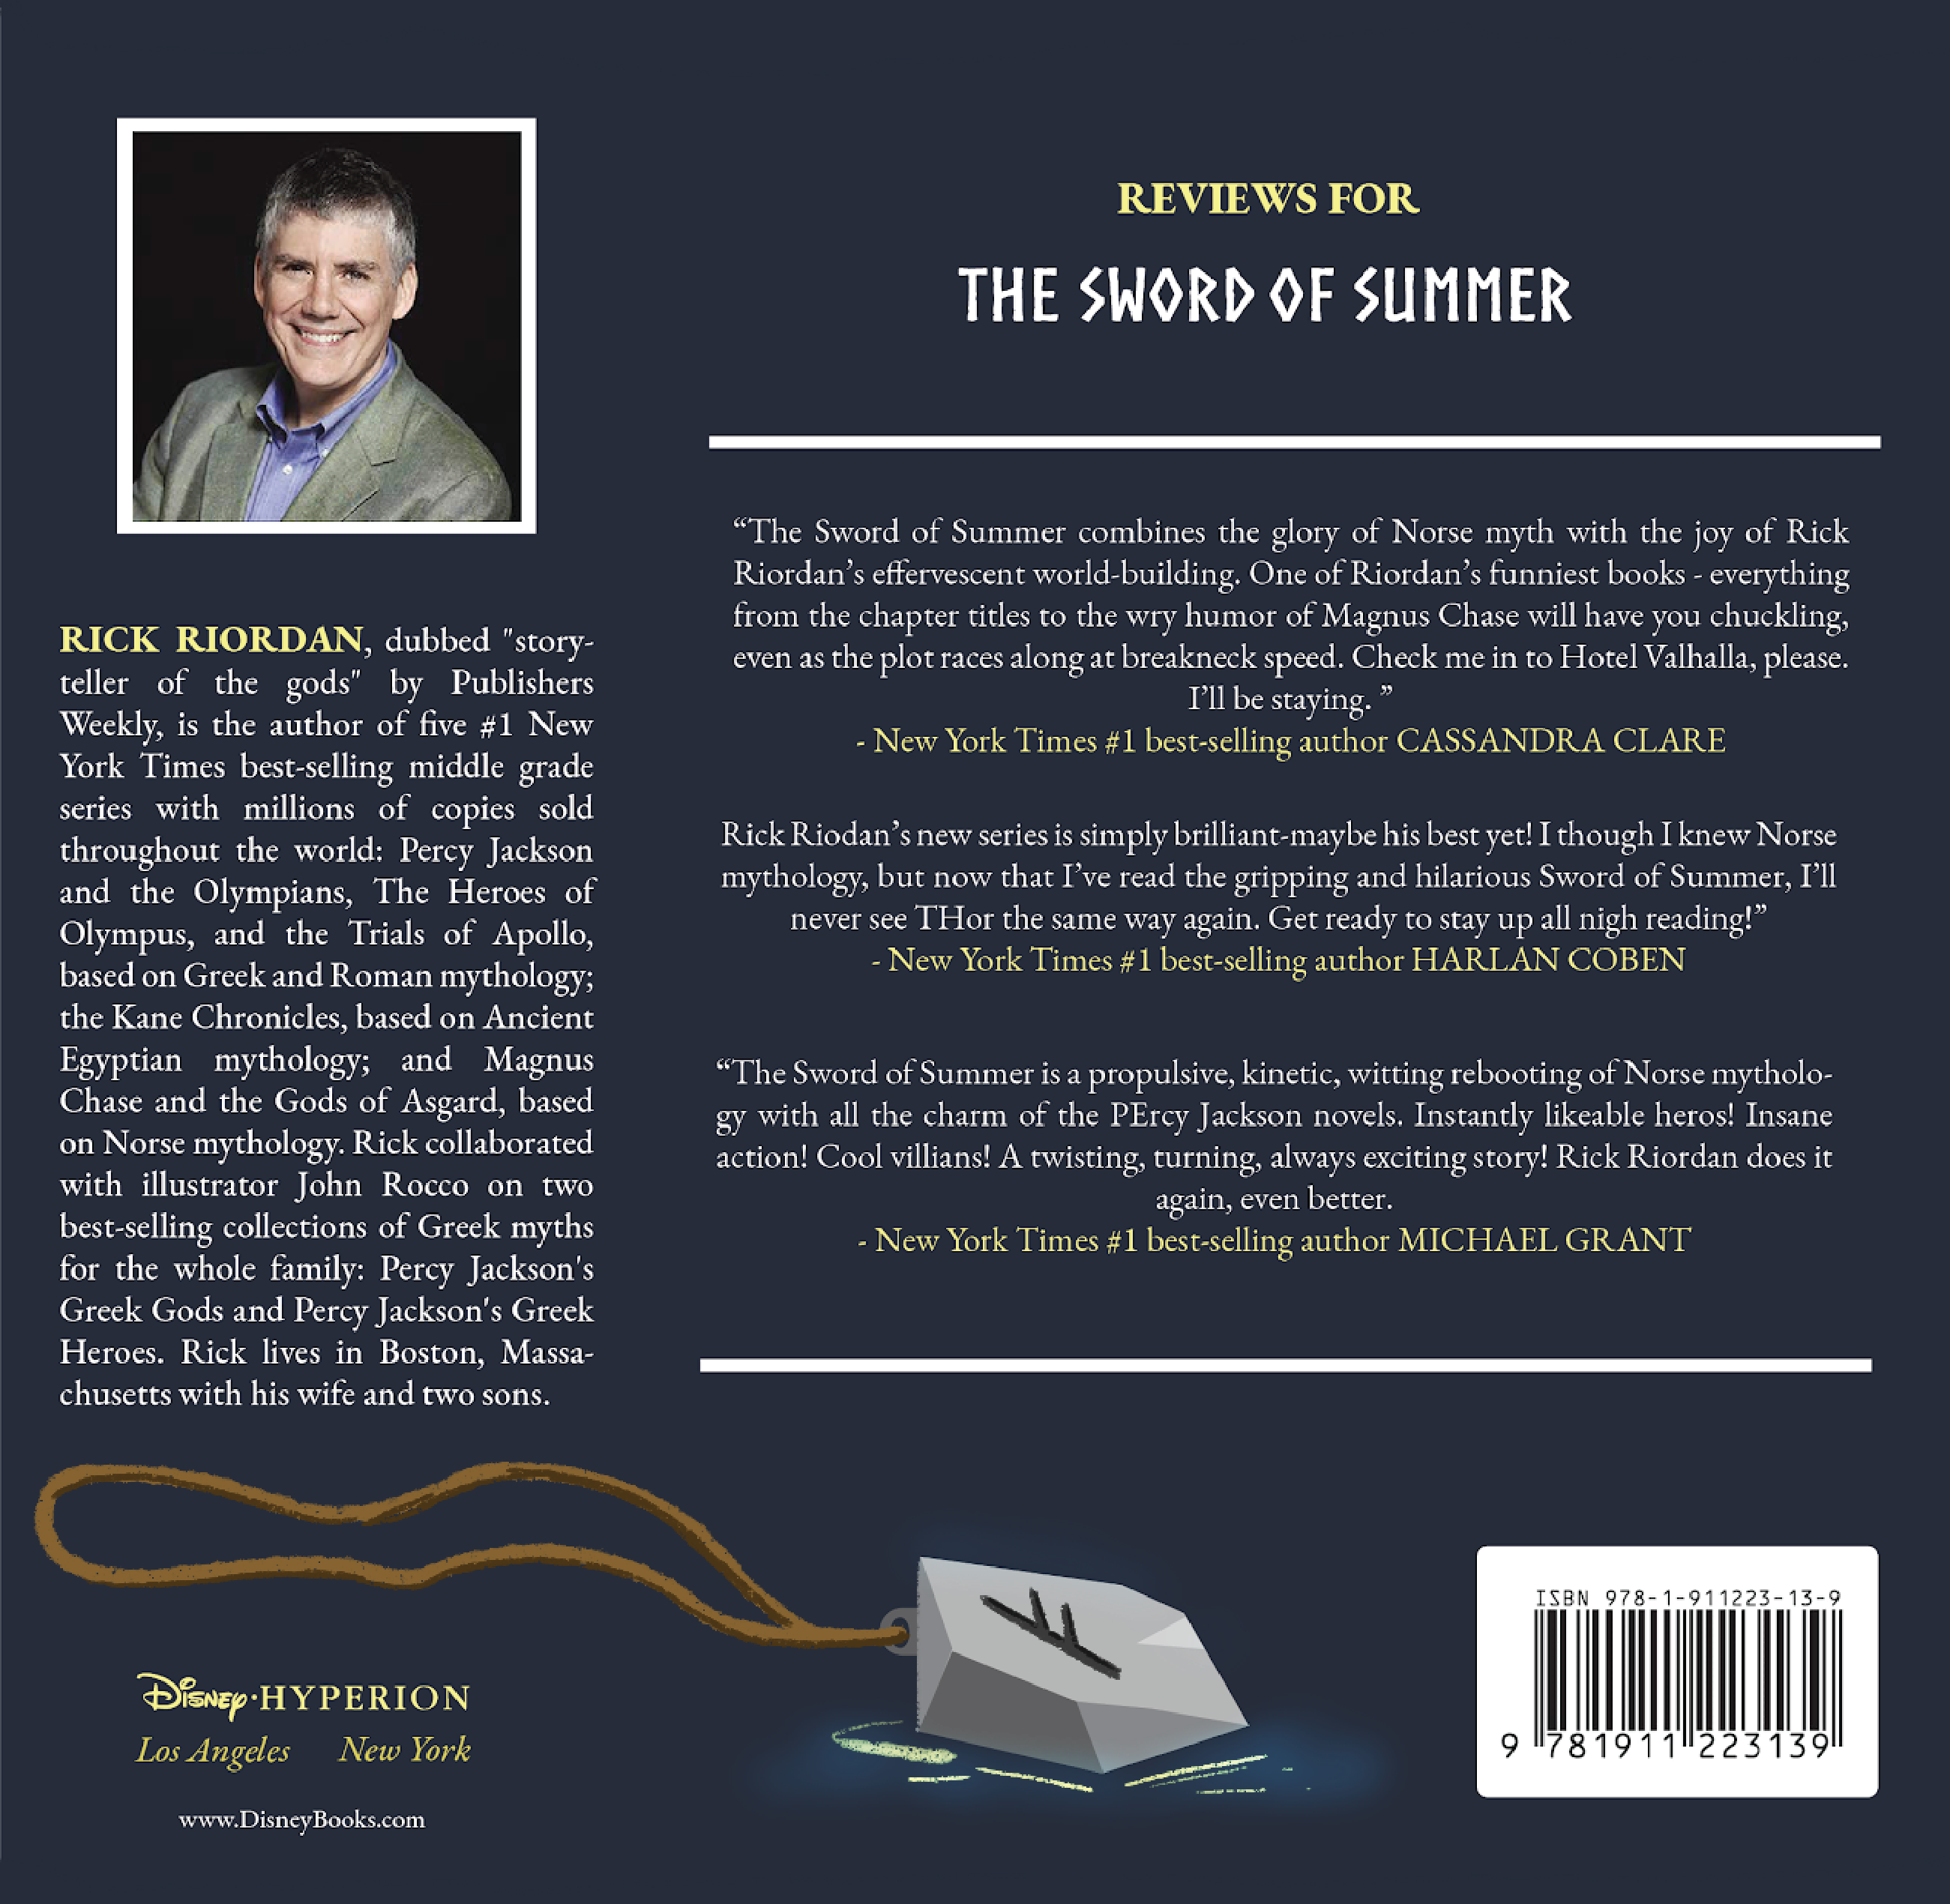 RICK RIORDAN, dubbed "story-
teller of the gods" by Publishers
Weekly, is the author of five #1 New
York Times best-selling middle grade
series with millions of copies sold
throughout the world: Percy Jackson
and the Olympians, The Heroes of
Olympus, and the Trials of Apollo,
based on Greek and Roman mythology;
the Kane Chronicles, based on Ancient
Egyptian mythology; and Magnus
Chase and the Gods of Asgard, based
on Norse mythology. Rick collaborated
with illustrator John Rocco on two
best-selling collections of Greek myths
for the whole family: Percy Jackson's
Greek Gods and Percy Jackson's Greek
Heroes. Rick lives in Boston, Massa-
chusetts with his wife and two sons.
REVIEWS FOR
THE SWORD OF SUMMER
“The Sword of Summer combines the glory of Norse myth with the joy of Rick
Riordan’s effervescent world-building. One of Riordan’s funniest books - everything
from the chapter titles to the wry humor of Magnus Chase will have you chuckling,
even as the plot races along at breakneck speed. Check me in to Hotel Valhalla, please.
I’ll be staying. ”
- New York Times #1 best-selling author CASSANDRA CLARE
Rick Riodan’s new series is simply brilliant-maybe his best yet! I though I knew Norse
mythology, but now that I’ve read the gripping and hilarious Sword of Summer, I’ll
never see THor the same way again. Get ready to stay up all nigh reading!”
- New York Times #1 best-selling author HARLAN COBEN
“The Sword of Summer is a propulsive, kinetic, witting rebooting of Norse mytholo-
gy with all the charm of the PErcy Jackson novels. Instantly likeable heros! Insane
action! Cool villians! A twisting, turning, always exciting story! Rick Riordan does it
again, even better.
- New York Times #1 best-selling author MICHAEL GRANT
Disney·HYPERION
Los Angeles New York
www.DisneyBooks.com
ISBN 978-1-911223-13-9
9 781911 223139